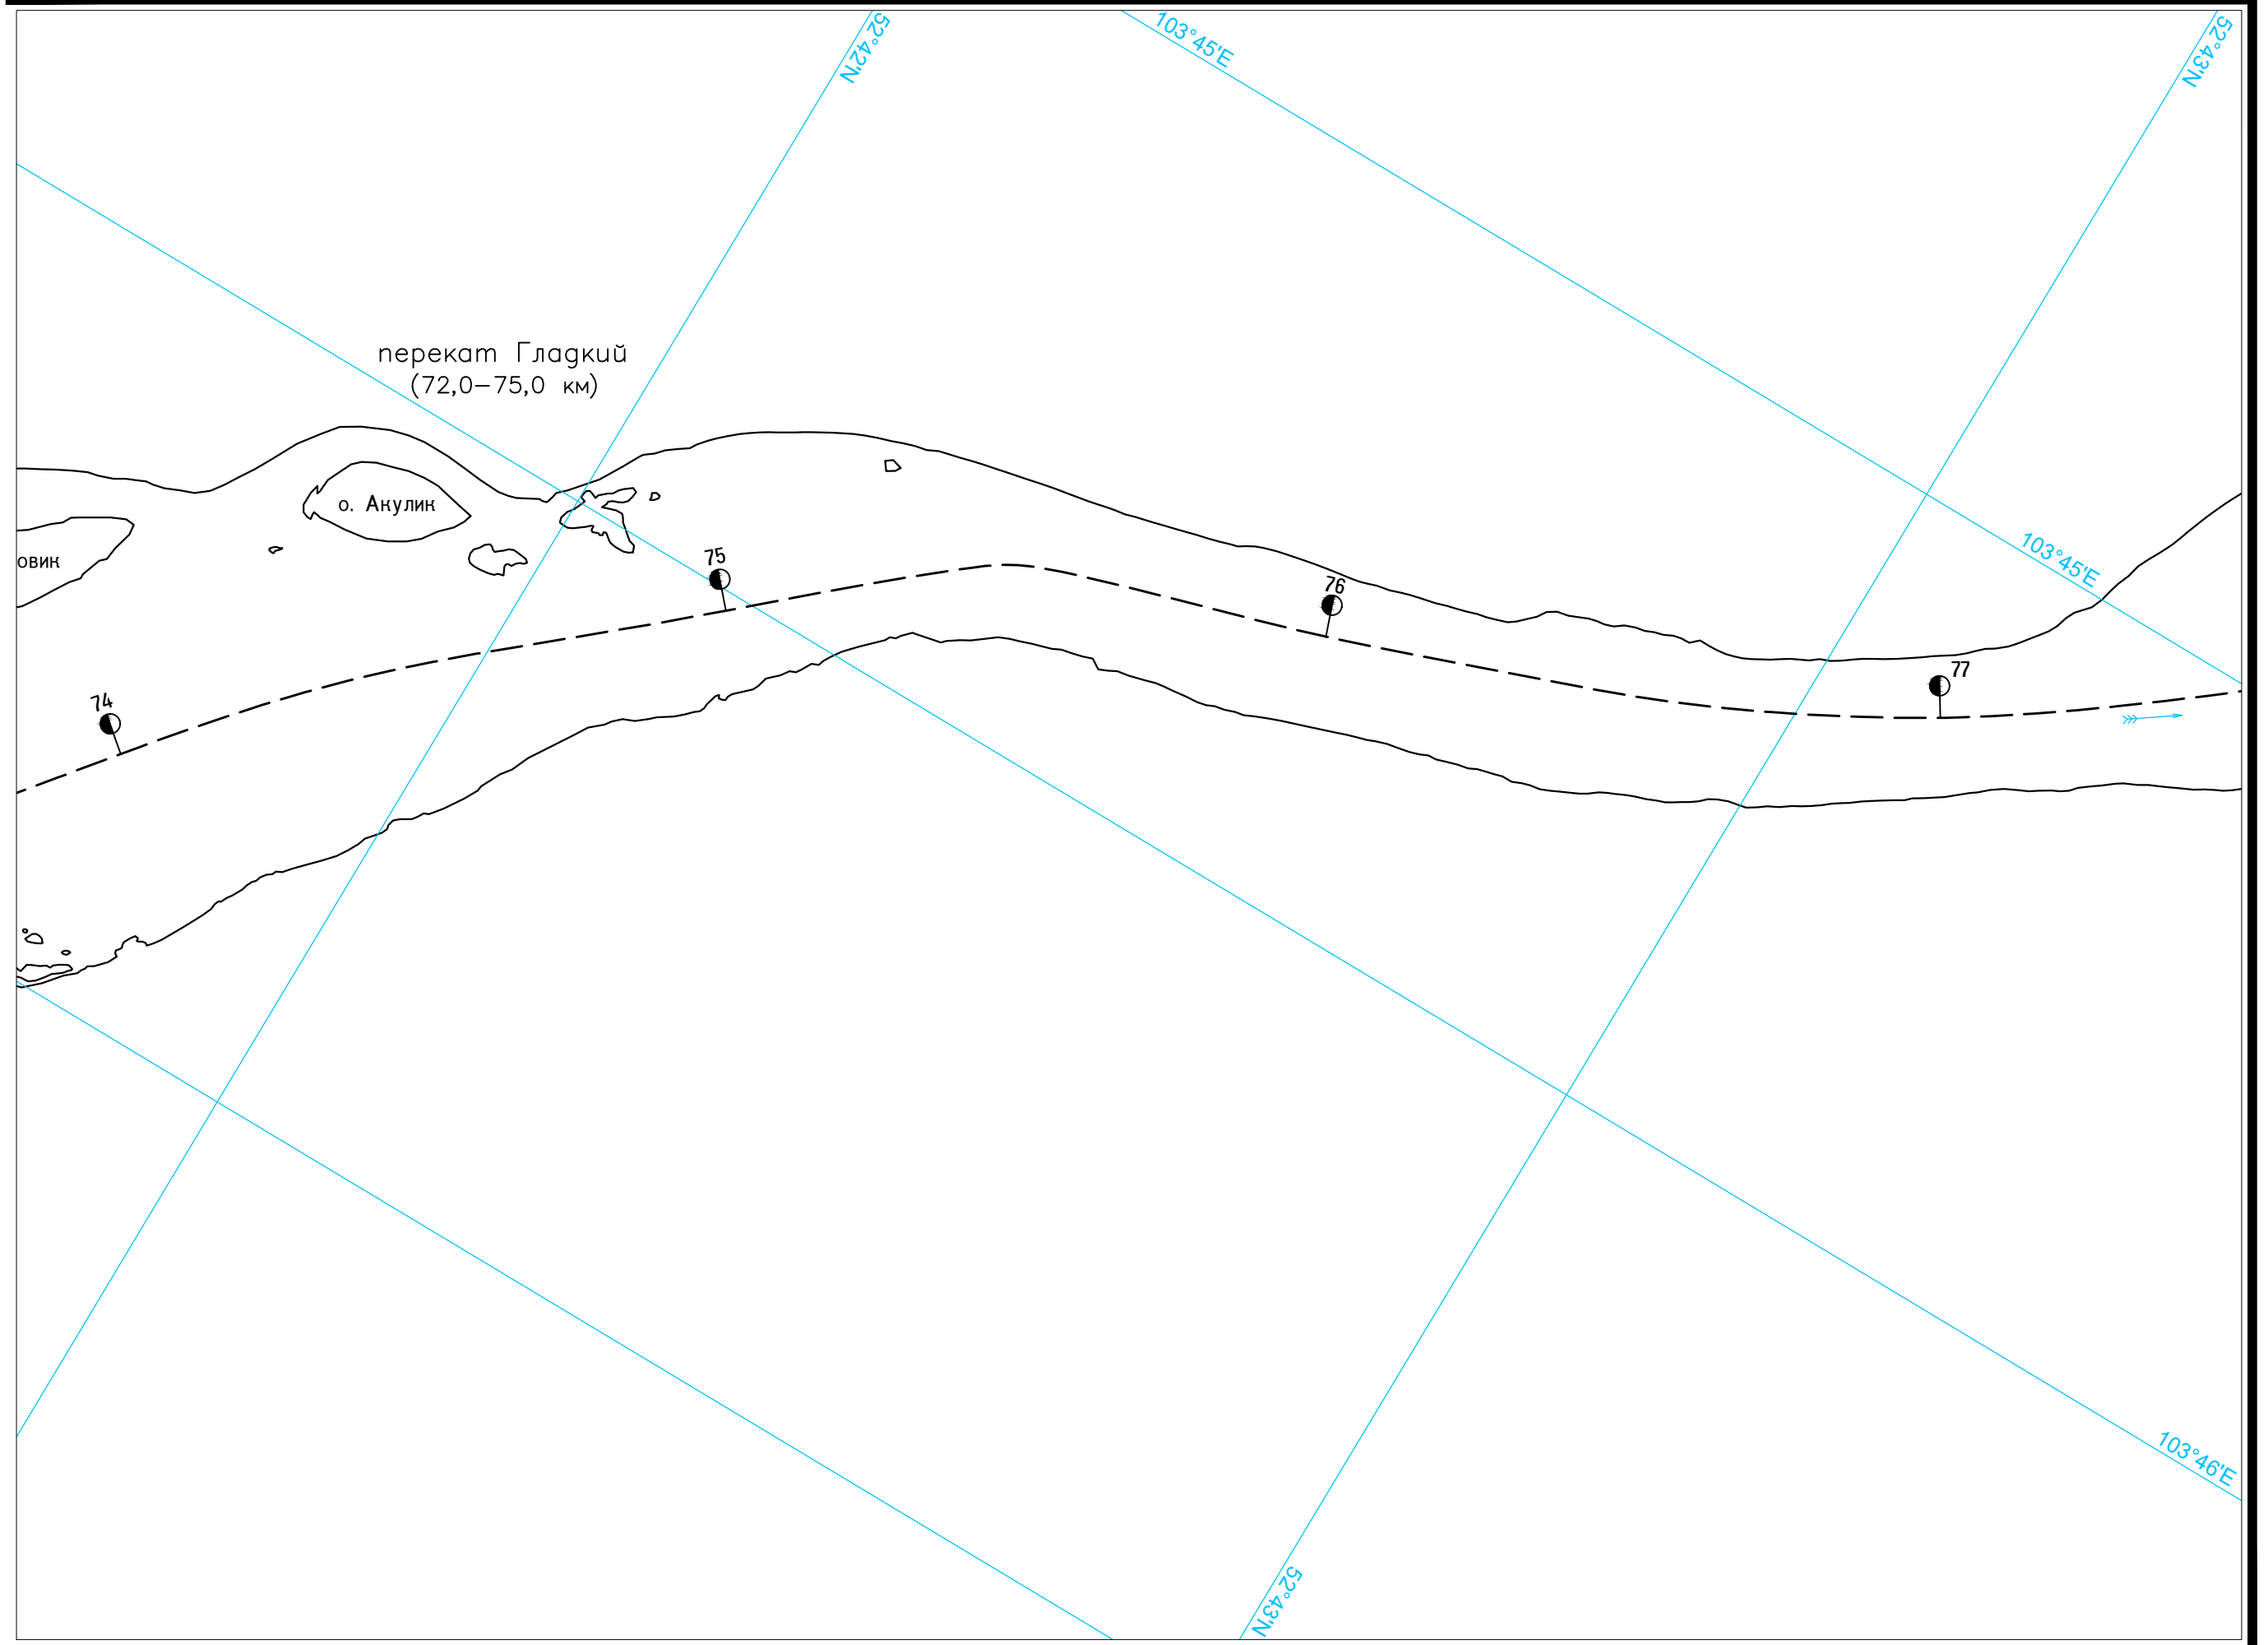 52°42'N
103°45'E
52°43'N
перекат Гладкий
(72,0–75,0 км)
о. Акулик
овик
75
76
103°45'E
77
74
103°46'E
52°43'N